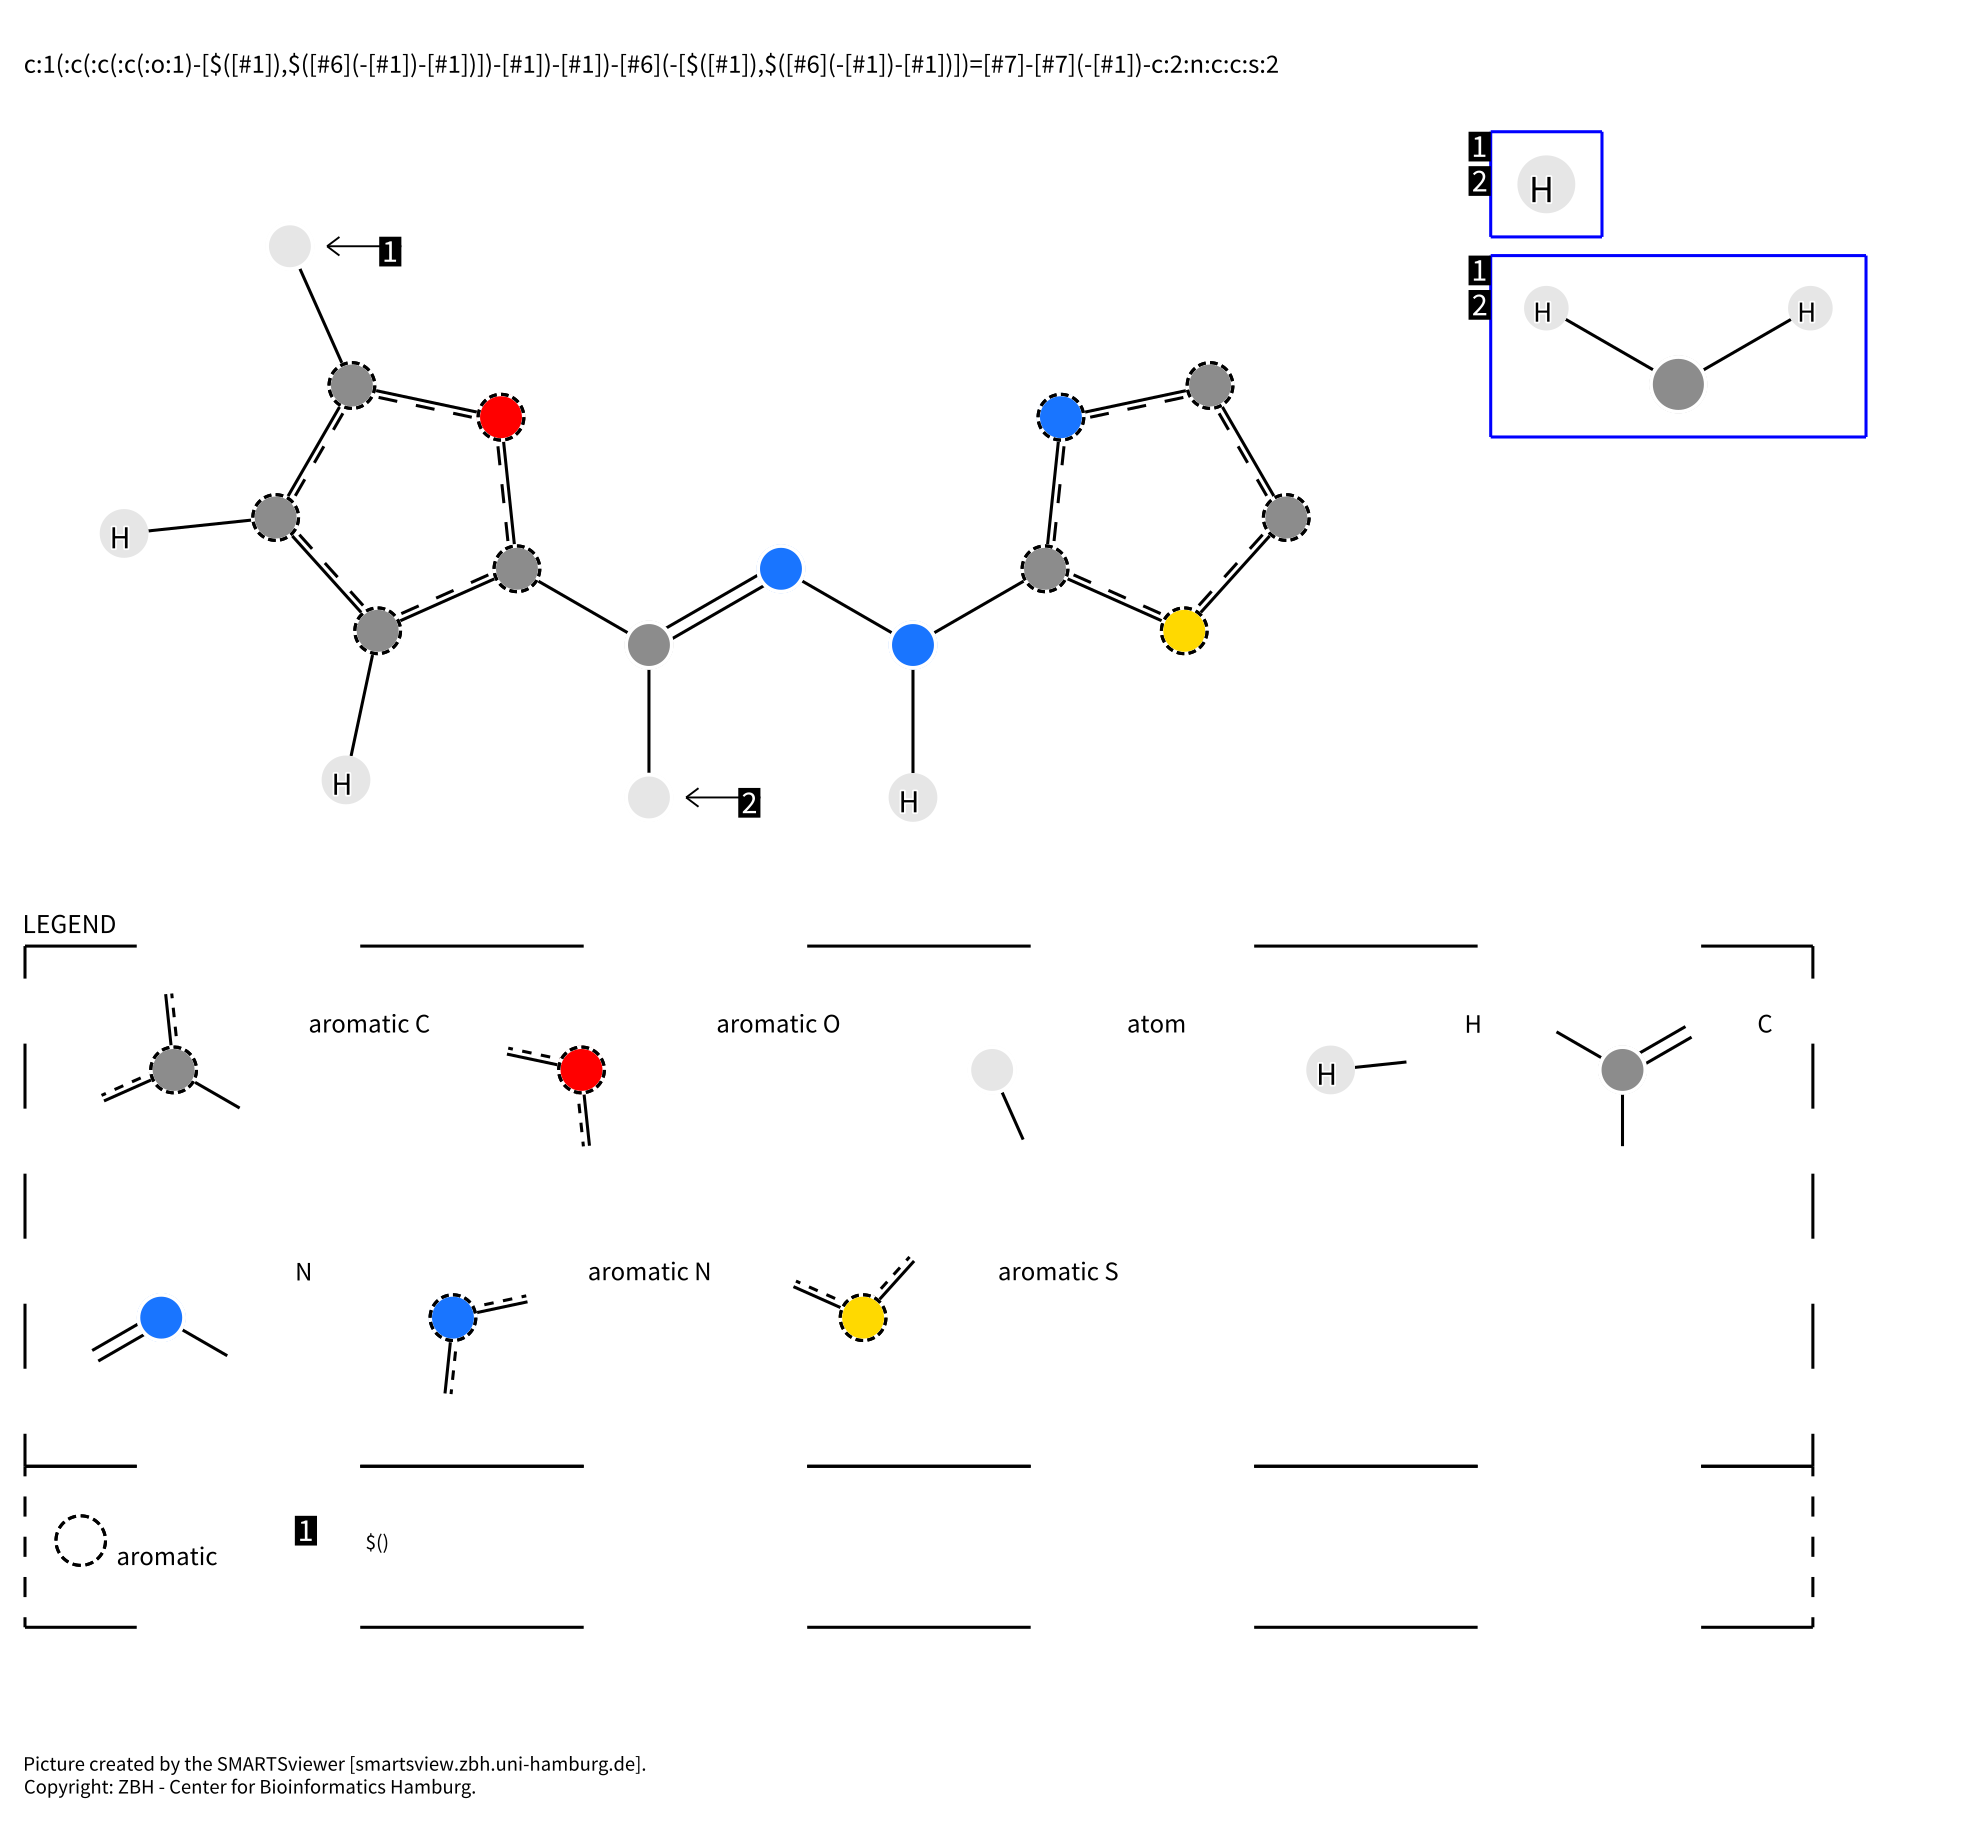 c:1(:c(:c(:c(:o:1)-[$([#1]),$([#6](-[#1])-[#1])])-[#1])-[#1])-[#6](-[$([#1]),$([#6](-[#1])-[#1])])=[#7]-[#7](-[#1])-c:2:n:c:c:s:2
1
2
H
1
2
H
H
1
H
H
2
H
LEGEND
aromatic C
aromatic O
atom
H
H
C
N
aromatic N
aromatic S
aromatic
1
$()
Picture created by the SMARTSviewer [smartsview.zbh.uni-hamburg.de].
Copyright: ZBH - Center for Bioinformatics Hamburg.